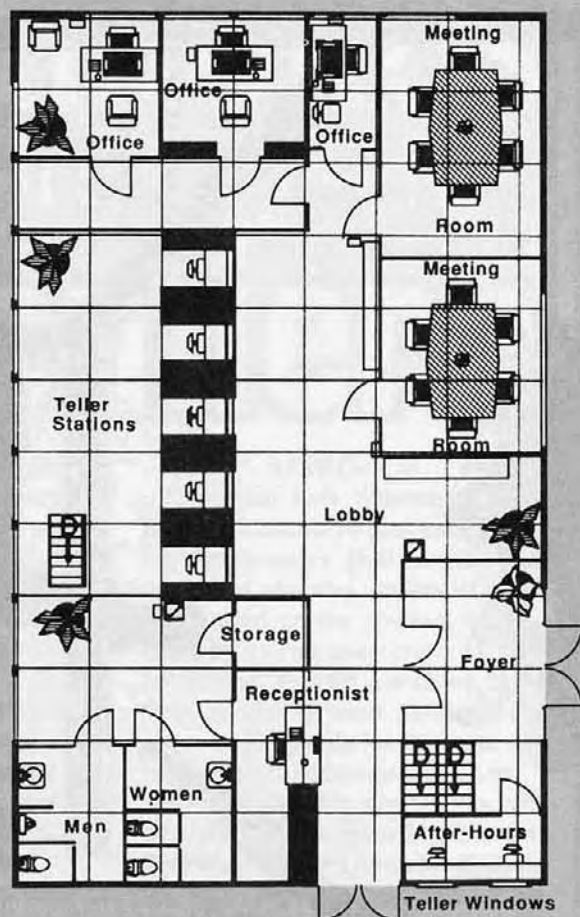 Meeting
Office
Office
Office
Room
Meeting
Teller
Stations
Room
Lobby
D
Storage
Foyer
Receptionist
D D
Women
Men
After-Hours
Teller Windows